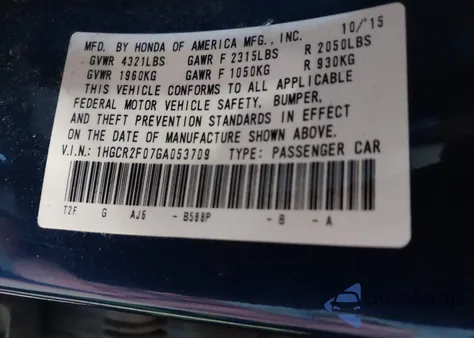 MFD. BY HONDA OF AMERICA MFG., INC. 10/15
GVWR 4321LBS GAWR F 2315LBS R 2050LBS
GVWR 1960KG GAWR F 1050KG R 930KG
THIS VEHICLE CONFORMS TO ALL APPLICABLE
FEDERAL MOTOR VEHICLE SAFETY, BUMPER,
AND THEFT PREVENTION STANDARDS IN EFFECT
ON THE DATE OF MANUFACTURE SHOWN ABOVE.
V.I.N.: 1HGCR2F07GA053709 TYPE: PASSENGER CAR
T2F G AJ6 - B588P - B - A